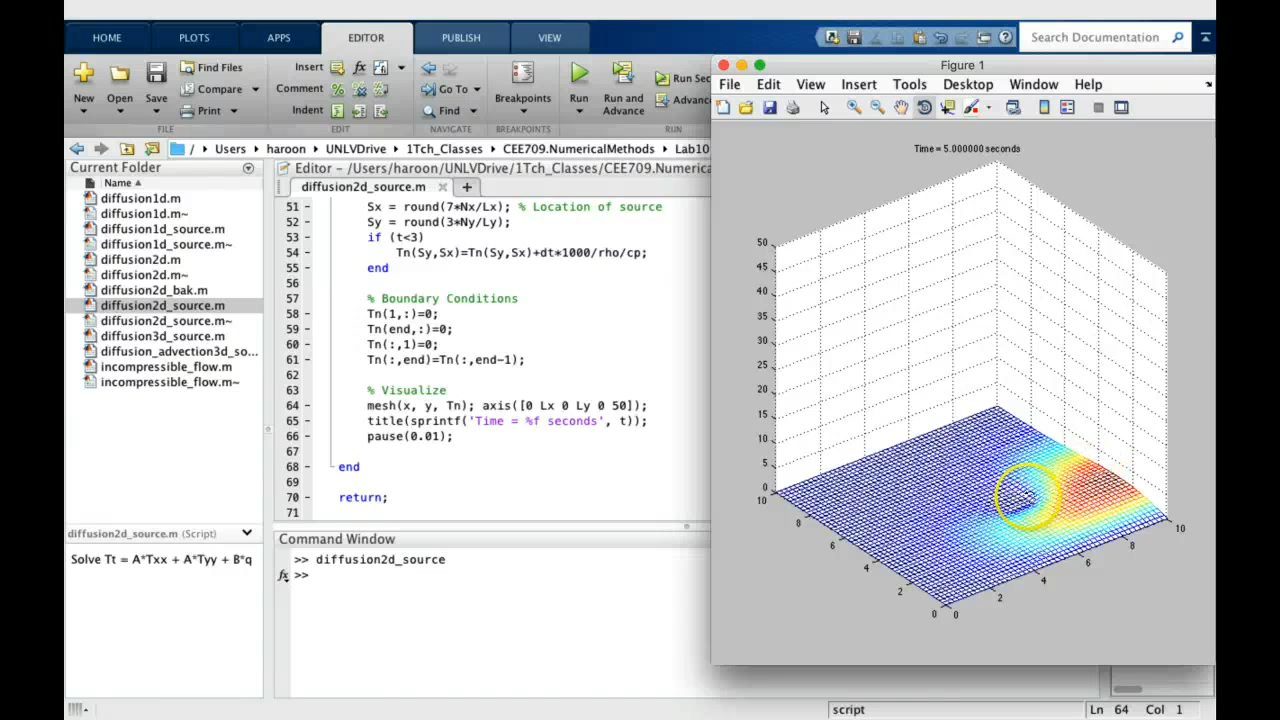 HOME PLOTS APPS EDITOR PUBLISH VIEW Search Documentation
New Open Save Find Files Compare Print
Insert Comment Indent
Go To Find
Breakpoints Run Run and Advance Run Sec Advanc
FILE EDIT NAVIGATE BREAKPOINTS RUN
/ Users haroon UNLVDrive 1Tch_Classes CEE709.NumericalMethods Lab10
Current Folder
Name
diffusion1d.m
diffusion1d.m~
diffusion1d_source.m
diffusion1d_source.m~
diffusion2d.m
diffusion2d.m~
diffusion2d_bak.m
diffusion2d_source.m
diffusion2d_source.m~
diffusion3d_source.m
diffusion_advection3d_so...
incompressible_flow.m
incompressible_flow.m~
diffusion2d_source.m (Script)
Solve Tt = A*Txx + A*Tyy + B*q
Editor - /Users/haroon/UNLVDrive/1Tch_Classes/CEE709.Numerical
diffusion2d_source.m
51 - Sx = round(7*Nx/Lx); % Location of source
52 - Sy = round(3*Ny/Ly);
53 - if (t<3)
54 - Tn(Sy,Sx)=Tn(Sy,Sx)+dt*1000/rho/cp;
55 - end
56
57 % Boundary Conditions
58 - Tn(1,:)=0;
59 - Tn(end,:)=0;
60 - Tn(:,1)=0;
61 - Tn(:,end)=Tn(:,end-1);
62
63 % Visualize
64 - mesh(x, y, Tn); axis([0 Lx 0 Ly 0 50]);
65 - title(sprintf('Time = %f seconds', t));
66 - pause(0.01);
67
68 - end
69
70 - return;
71
Command Window
>> diffusion2d_source
fx >>
Figure 1
File Edit View Insert Tools Desktop Window Help
Time = 5.000000 seconds
50
45
40
35
30
25
20
15
10
5
0
10 8 6 4 2 0
0 2 4 6 8 10
script Ln 64 Col 1